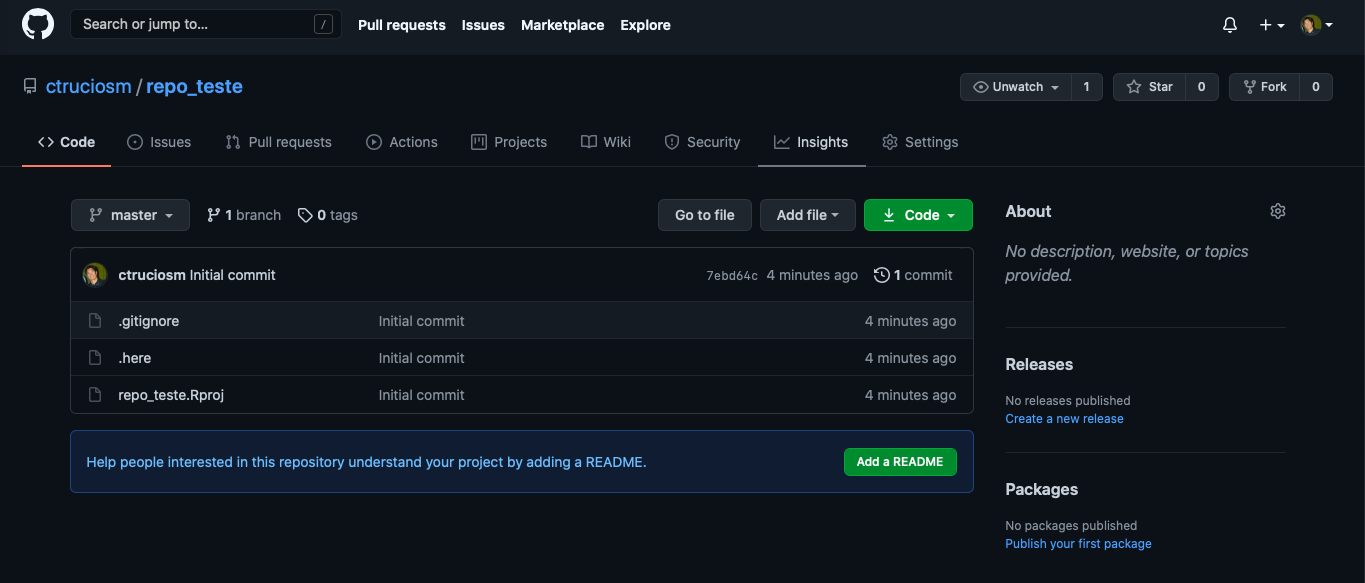 Search or jump to... /
Pull requests Issues Marketplace Explore
ctruciosm / repo_teste
Unwatch 1 Star 0 Fork 0
Code Issues Pull requests Actions Projects Wiki Security Insights Settings
master 1 branch 0 tags Go to file Add file Code
ctruciosm Initial commit 7ebd64c 4 minutes ago 1 commit
.gitignore Initial commit 4 minutes ago
.here Initial commit 4 minutes ago
repo_teste.Rproj Initial commit 4 minutes ago
Help people interested in this repository understand your project by adding a README. Add a README
About
No description, website, or topics
provided.
Releases
No releases published
Create a new release
Packages
No packages published
Publish your first package